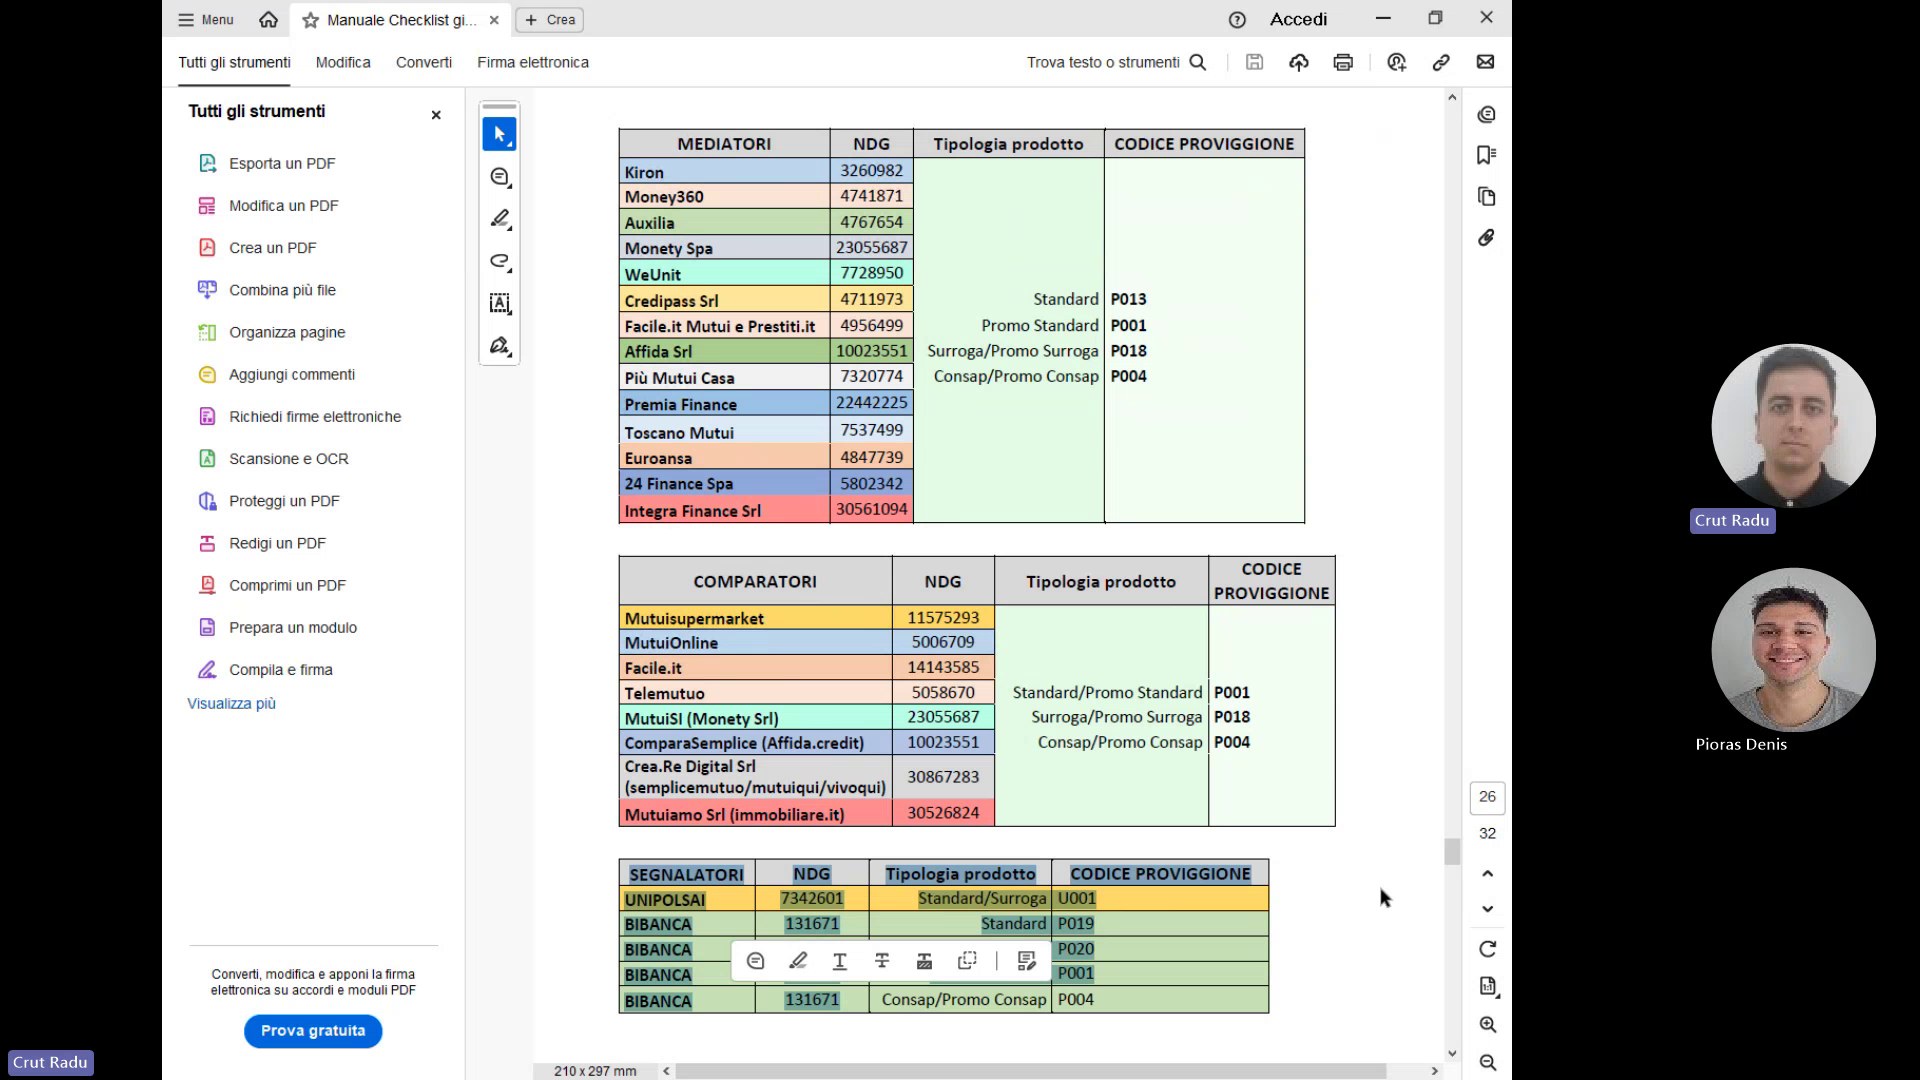 Menu
Manuale Checklist gi...
Crea
Accedi
Tutti gli strumenti
Modifica
Converti
Firma elettronica
Trova testo o strumenti
Tutti gli strumenti
Esporta un PDF
Modifica un PDF
Crea un PDF
Combina più file
Organizza pagine
Aggiungi commenti
Richiedi firme elettroniche
Scansione e OCR
Proteggi un PDF
Redigi un PDF
Comprimi un PDF
Prepara un modulo
Compila e firma
Visualizza più
Converti, modifica e apponi la firma
elettronica su accordi e moduli PDF
Prova gratuita
MEDIATORI NDG Tipologia prodotto CODICE PROVIGGIONE
Kiron 3260982
Money360 4741871
Auxilia 4767654
Monety Spa 23055687
WeUnit 7728950
Credipass Srl 4711973 Standard P013
Facile.it Mutui e Prestiti.it 4956499 Promo Standard P001
Affida Srl 10023551 Surroga/Promo Surroga P018
Più Mutui Casa 7320774 Consap/Promo Consap P004
Premia Finance 22442225
Toscano Mutui 7537499
Euroansa 4847739
24 Finance Spa 5802342
Integra Finance Srl 30561094
COMPARATORI NDG Tipologia prodotto CODICE
PROVIGGIONE
Mutuisupermarket 11575293
MutuiOnline 5006709
Facile.it 14143585
Telemutuo 5058670 Standard/Promo Standard P001
MutuiSI (Monety Srl) 23055687 Surroga/Promo Surroga P018
ComparaSemplice (Affida.credit) 10023551 Consap/Promo Consap P004
Crea.Re Digital Srl
(semplicemutuo/mutuiqui/vivoqui) 30867283
Mutuiamo Srl (immobiliare.it) 30526824
SEGNALATORI NDG Tipologia prodotto CODICE PROVIGGIONE
UNIPOLSAI 7342601 Standard/Surroga U001
BIBANCA 131671 Standard P019
BIBANCA P020
BIBANCA P001
BIBANCA 131671 Consap/Promo Consap P004
210 x 297 mm
26
32
Crut Radu
Pioras Denis
Crut Radu